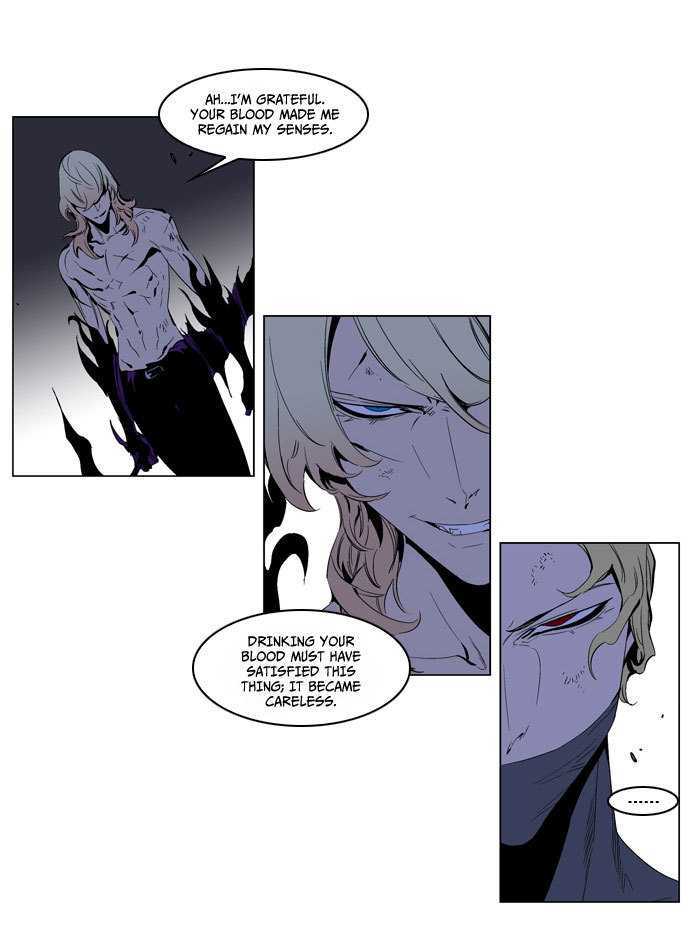 AH...I'M GRATEFUL.
YOUR BLOOD MADE ME
REGAIN MY SENSES.
DRINKING YOUR
BLOOD MUST HAVE
SATISFIED THIS
THING; IT BECAME
CARELESS.
------